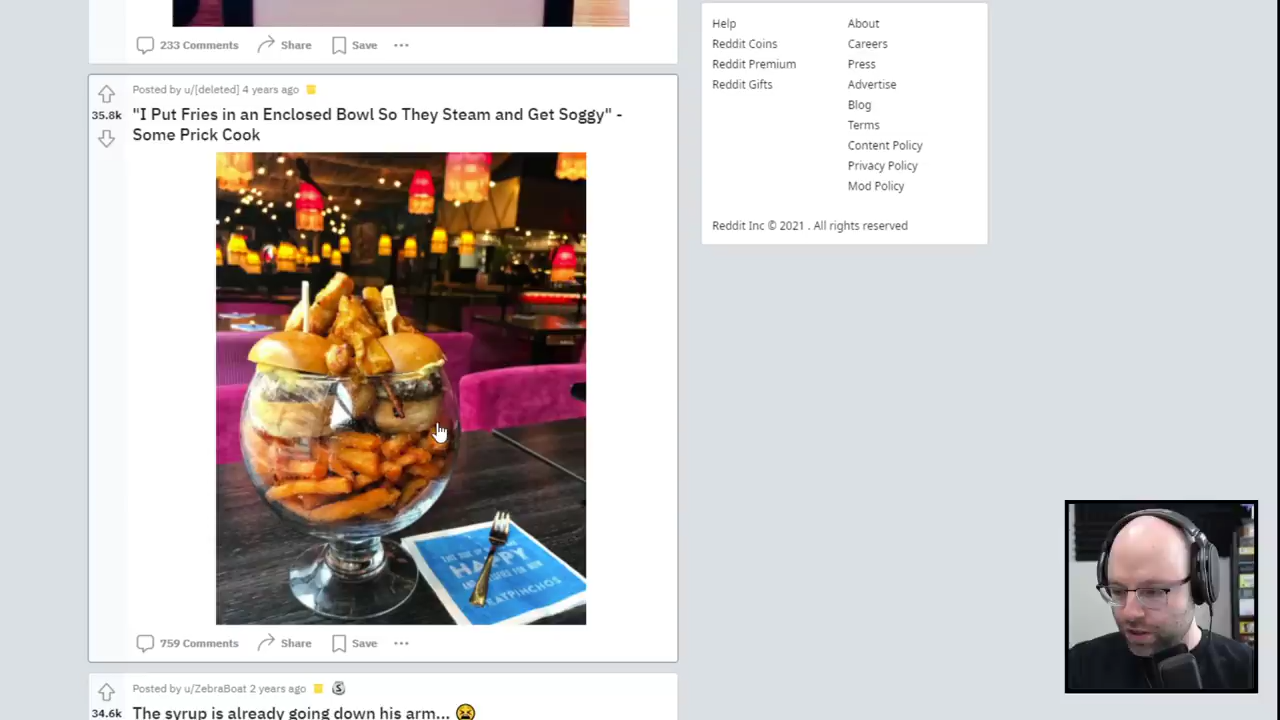 233 Comments
Share
Save
Posted by u/[deleted] 4 years ago
35.8k
"I Put Fries in an Enclosed Bowl So They Steam and Get Soggy" -
Some Prick Cook
HAPPY
759 Comments
Share
Save
Posted by u/ZebraBoat 2 years ago
34.6k
The syrup is already going down his arm... 😫
Help
Reddit Coins
Reddit Premium
Reddit Gifts
About
Careers
Press
Advertise
Blog
Terms
Content Policy
Privacy Policy
Mod Policy
Reddit Inc © 2021 . All rights reserved